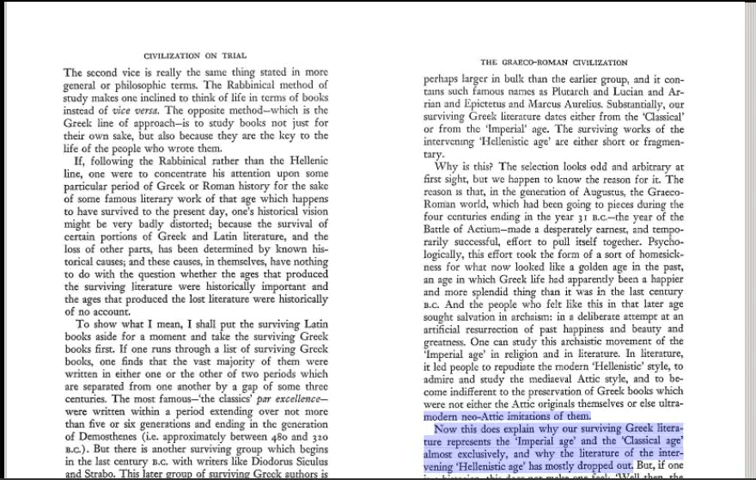 CIVILIZATION ON TRIAL
The second vice is really the same thing stated in more
general or philosophic terms. The Rabbinical method of
study makes one inclined to think of life in terms of books
instead of vice versa. The opposite method—which is the
Greek line of approach—is to study books not just for
their own sake, but also because they are the key to the
life of the people who wrote them.
If, following the Rabbinical rather than the Hellenic
line, one were to concentrate his attention upon some
particular period of Greek or Roman history for the sake
of some famous literary work of that age which happens
to have survived to the present day, one's historical vision
might be very badly distorted; because the survival of
certain portions of Greek and Latin literature, and the
loss of other parts, has been determined by known his-
torical causes; and these causes, in themselves, have nothing
to do with the question whether the ages that produced
the surviving literature were historically important and
the ages that produced the lost literature were historically
of no account.
To show what I mean, I shall put the surviving Latin
books aside for a moment and take the surviving Greek
books first. If one runs through a list of surviving Greek
books, one finds that the vast majority of them were
written in either one or the other of two periods which
are separated from one another by a gap of some three
centuries. The most famous—'the classics' par excellence—
were written within a period extending over not more
than five or six generations and ending in the generation
of Demosthenes (i.e. approximately between 480 and 320
B.C.). But there is another surviving group which begins
in the last century B.C. with writers like Diodorus Siculus
and Strabo. This later group of surviving Greek authors is
THE GRAECO-ROMAN CIVILIZATION
perhaps larger in bulk than the earlier group, and it con-
tains such famous names as Plutarch and Lucian and Ar-
rian and Epictetus and Marcus Aurelius. Substantially, our
surviving Greek literature dates either from the 'Classical'
or from the 'Imperial' age. The surviving works of the
intervening 'Hellenistic age' are either short or fragmen-
tary.
Why is this? The selection looks odd and arbitrary at
first sight, but we happen to know the reason for it. The
reason is that, in the generation of Augustus, the Graeco-
Roman world, which had been going to pieces during the
four centuries ending in the year 31 B.C.—the year of the
Battle of Actium—made a desperately earnest, and tempo-
rarily successful, effort to pull itself together. Psycho-
logically, this effort took the form of a sort of homesick-
ness for what now looked like a golden age in the past,
an age in which Greek life had apparently been a happier
and more splendid thing than it was in the last century
B.C. And the people who felt like this in that later age
sought salvation in archaism: in a deliberate attempt at an
artificial resurrection of past happiness and beauty and
greatness. One can study this archaistic movement of the
'Imperial age' in religion and in literature. In literature,
it led people to repudiate the modern 'Hellenistic' style, to
admire and study the mediaeval Attic style, and to be-
come indifferent to the preservation of Greek books which
were not either the Attic originals themselves or else ultra-
modern neo-Attic imitations of them.
Now this does explain why our surviving Greek litera-
ture represents the 'Imperial age' and the 'Classical age'
almost exclusively, and why the literature of the inter-
vening 'Hellenistic age' has mostly dropped out. But, if one